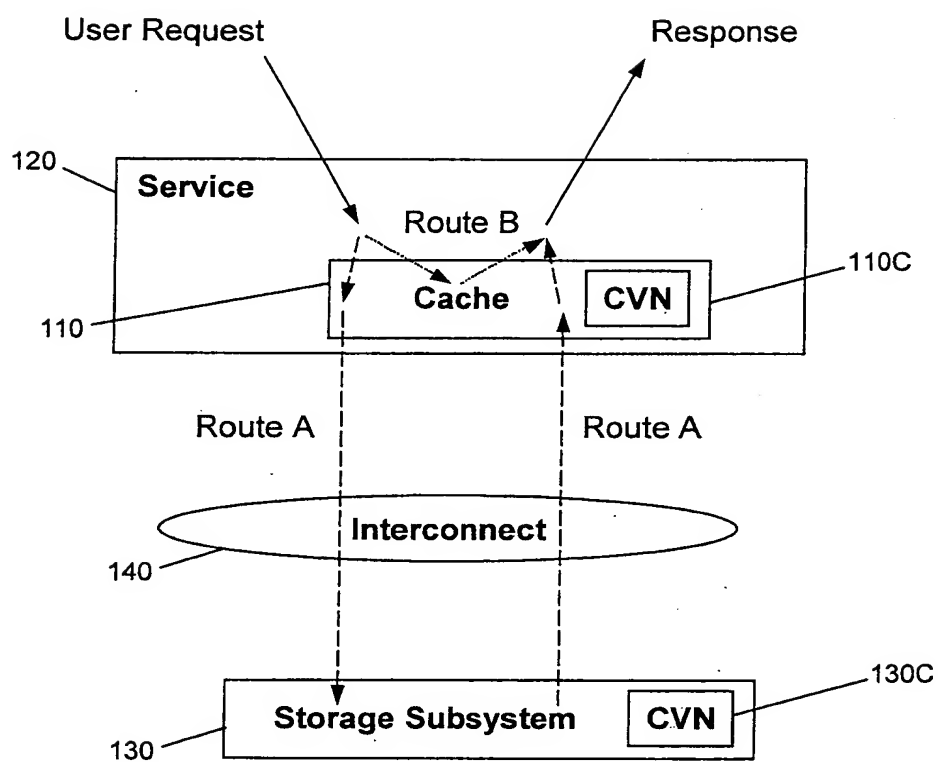 User Request
Response
120
Service
Route B
110C
Cache
CVN
110
Route A
Route A
Interconnect
140
130C
Storage Subsystem
CVN
130